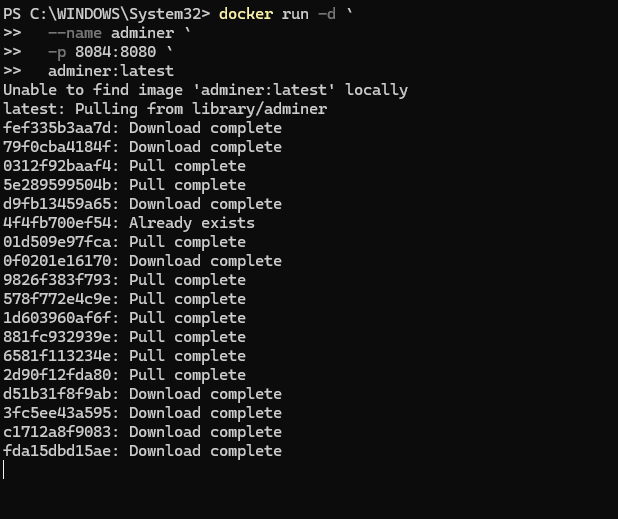 PS C:\WINDOWS\System32> docker run -d `
>>   --name adminer `
>>   -p 8084:8080 `
>>   adminer:latest
Unable to find image 'adminer:latest' locally
latest: Pulling from library/adminer
fef335b3aa7d: Download complete
79f0cba4184f: Download complete
0312f92baaf4: Pull complete
5e289599504b: Pull complete
d9fb13459a65: Download complete
4f4fb700ef54: Already exists
01d509e97fca: Pull complete
0f0201e16170: Download complete
9826f383f793: Pull complete
578f772e4c9e: Pull complete
1d603960af6f: Pull complete
881fc932939e: Pull complete
6581f113234e: Pull complete
2d90f12fda80: Pull complete
d51b31f8f9ab: Download complete
3fc5ee43a595: Download complete
c1712a8f9083: Download complete
fda15dbd15ae: Download complete